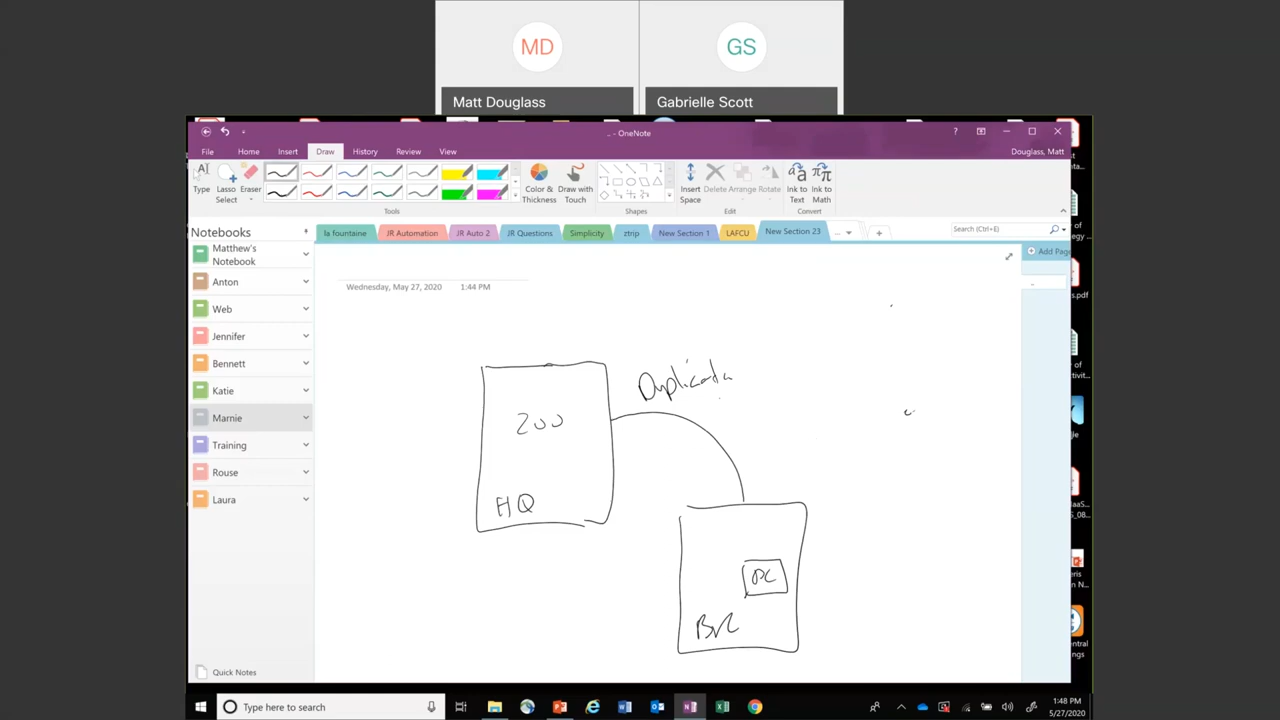 MD
GS
Matt Douglass
Gabrielle Scott
.. - OneNote
?
File
Home
Insert
Draw
History
Review
View
Douglass, Matt
Type
Lasso Select
Eraser
Color & Thickness
Draw with Touch
Insert Space
Delete
Arrange
Rotate
Ink to Text
Ink to Math
Tools
Shapes
Edit
Convert
Notebooks
la fountaine
JR Automation
JR Auto 2
JR Questions
Simplicity
ztnp
New Section 1
LAFCU
New Section 23
...
Search (Ctrl+E)
Matthew's Notebook
Anton
Web
Jennifer
Bennett
Katie
Marnie
Training
Rouse
Laura
Quick Notes
Add Page
Wednesday, May 27, 2020
1:44 PM
200
HQ
PC
s.pdf
Type here to search
1:48 PM
5/27/2020